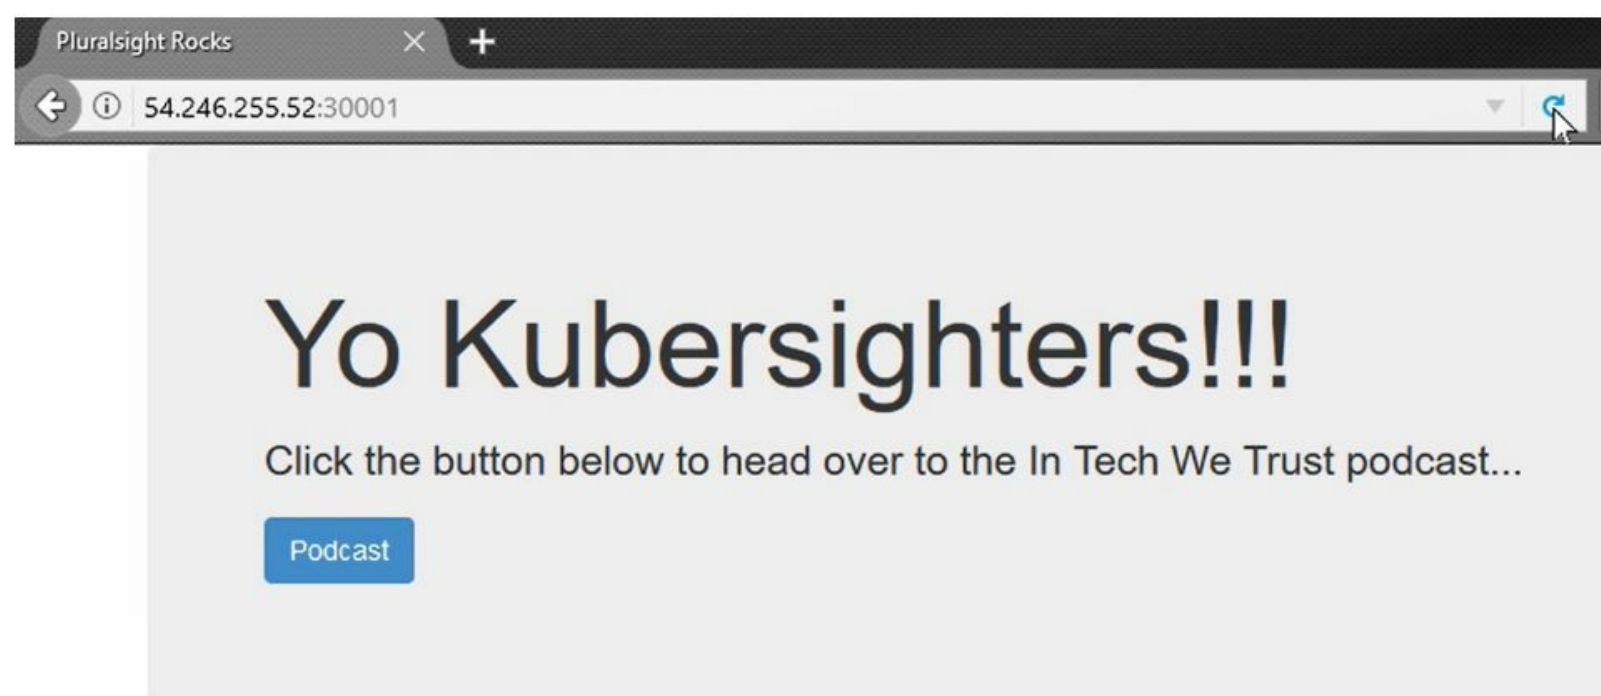 Pluralsight Rocks
54.246.255.52:30001
Yo Kubersighters!!!
Click the button below to head over to the In Tech We Trust podcast...
Podcast